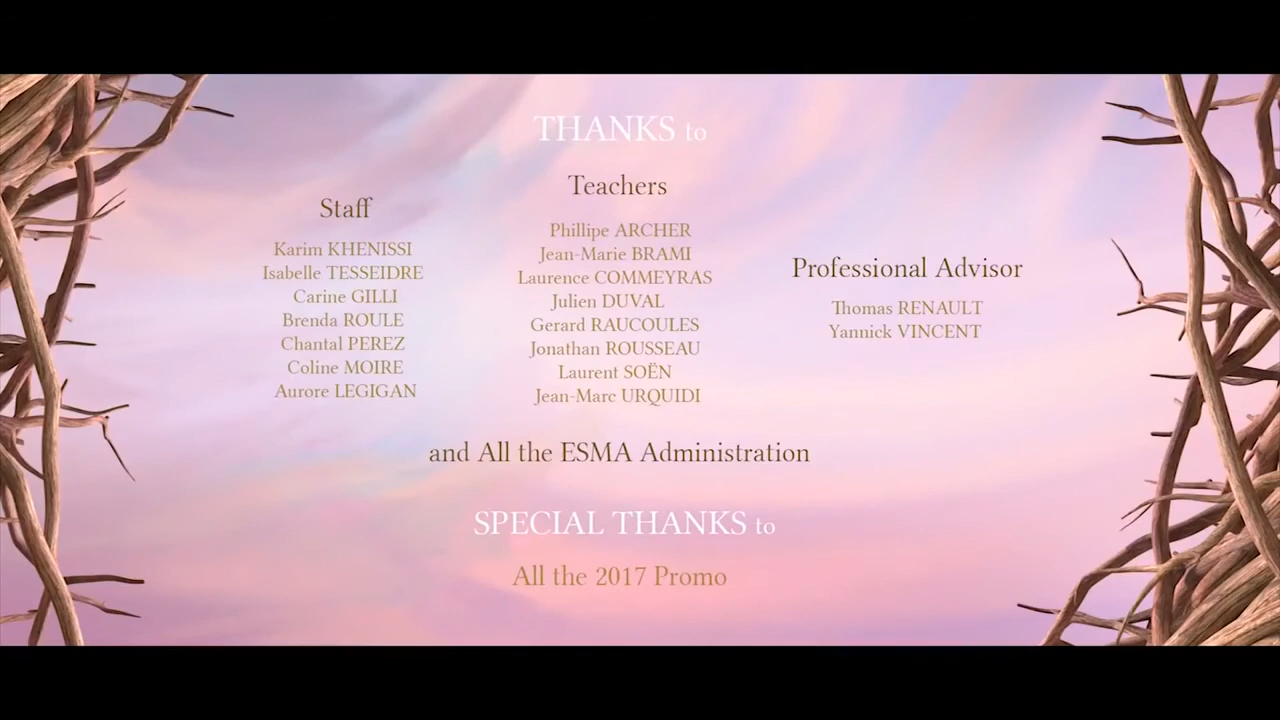 THANKS to
Staff
Karim KHENISSI
Isabelle TESSEIDRE
Carine GILLI
Brenda ROULE
Chantal PEREZ
Coline MOIRE
Aurore LEGIGAN
Teachers
Phillipe ARCHER
Jean-Marie BRAMI
Laurence COMMEYRAS
Julien DUVAL
Gerard RAUCOULES
Jonathan ROUSSEAU
Laurent SOËN
Jean-Marc URQUIDI
Professional Advisor
Thomas RENAULT
Yannick VINCENT
and All the ESMA Administration
SPECIAL THANKS to
All the 2017 Promo